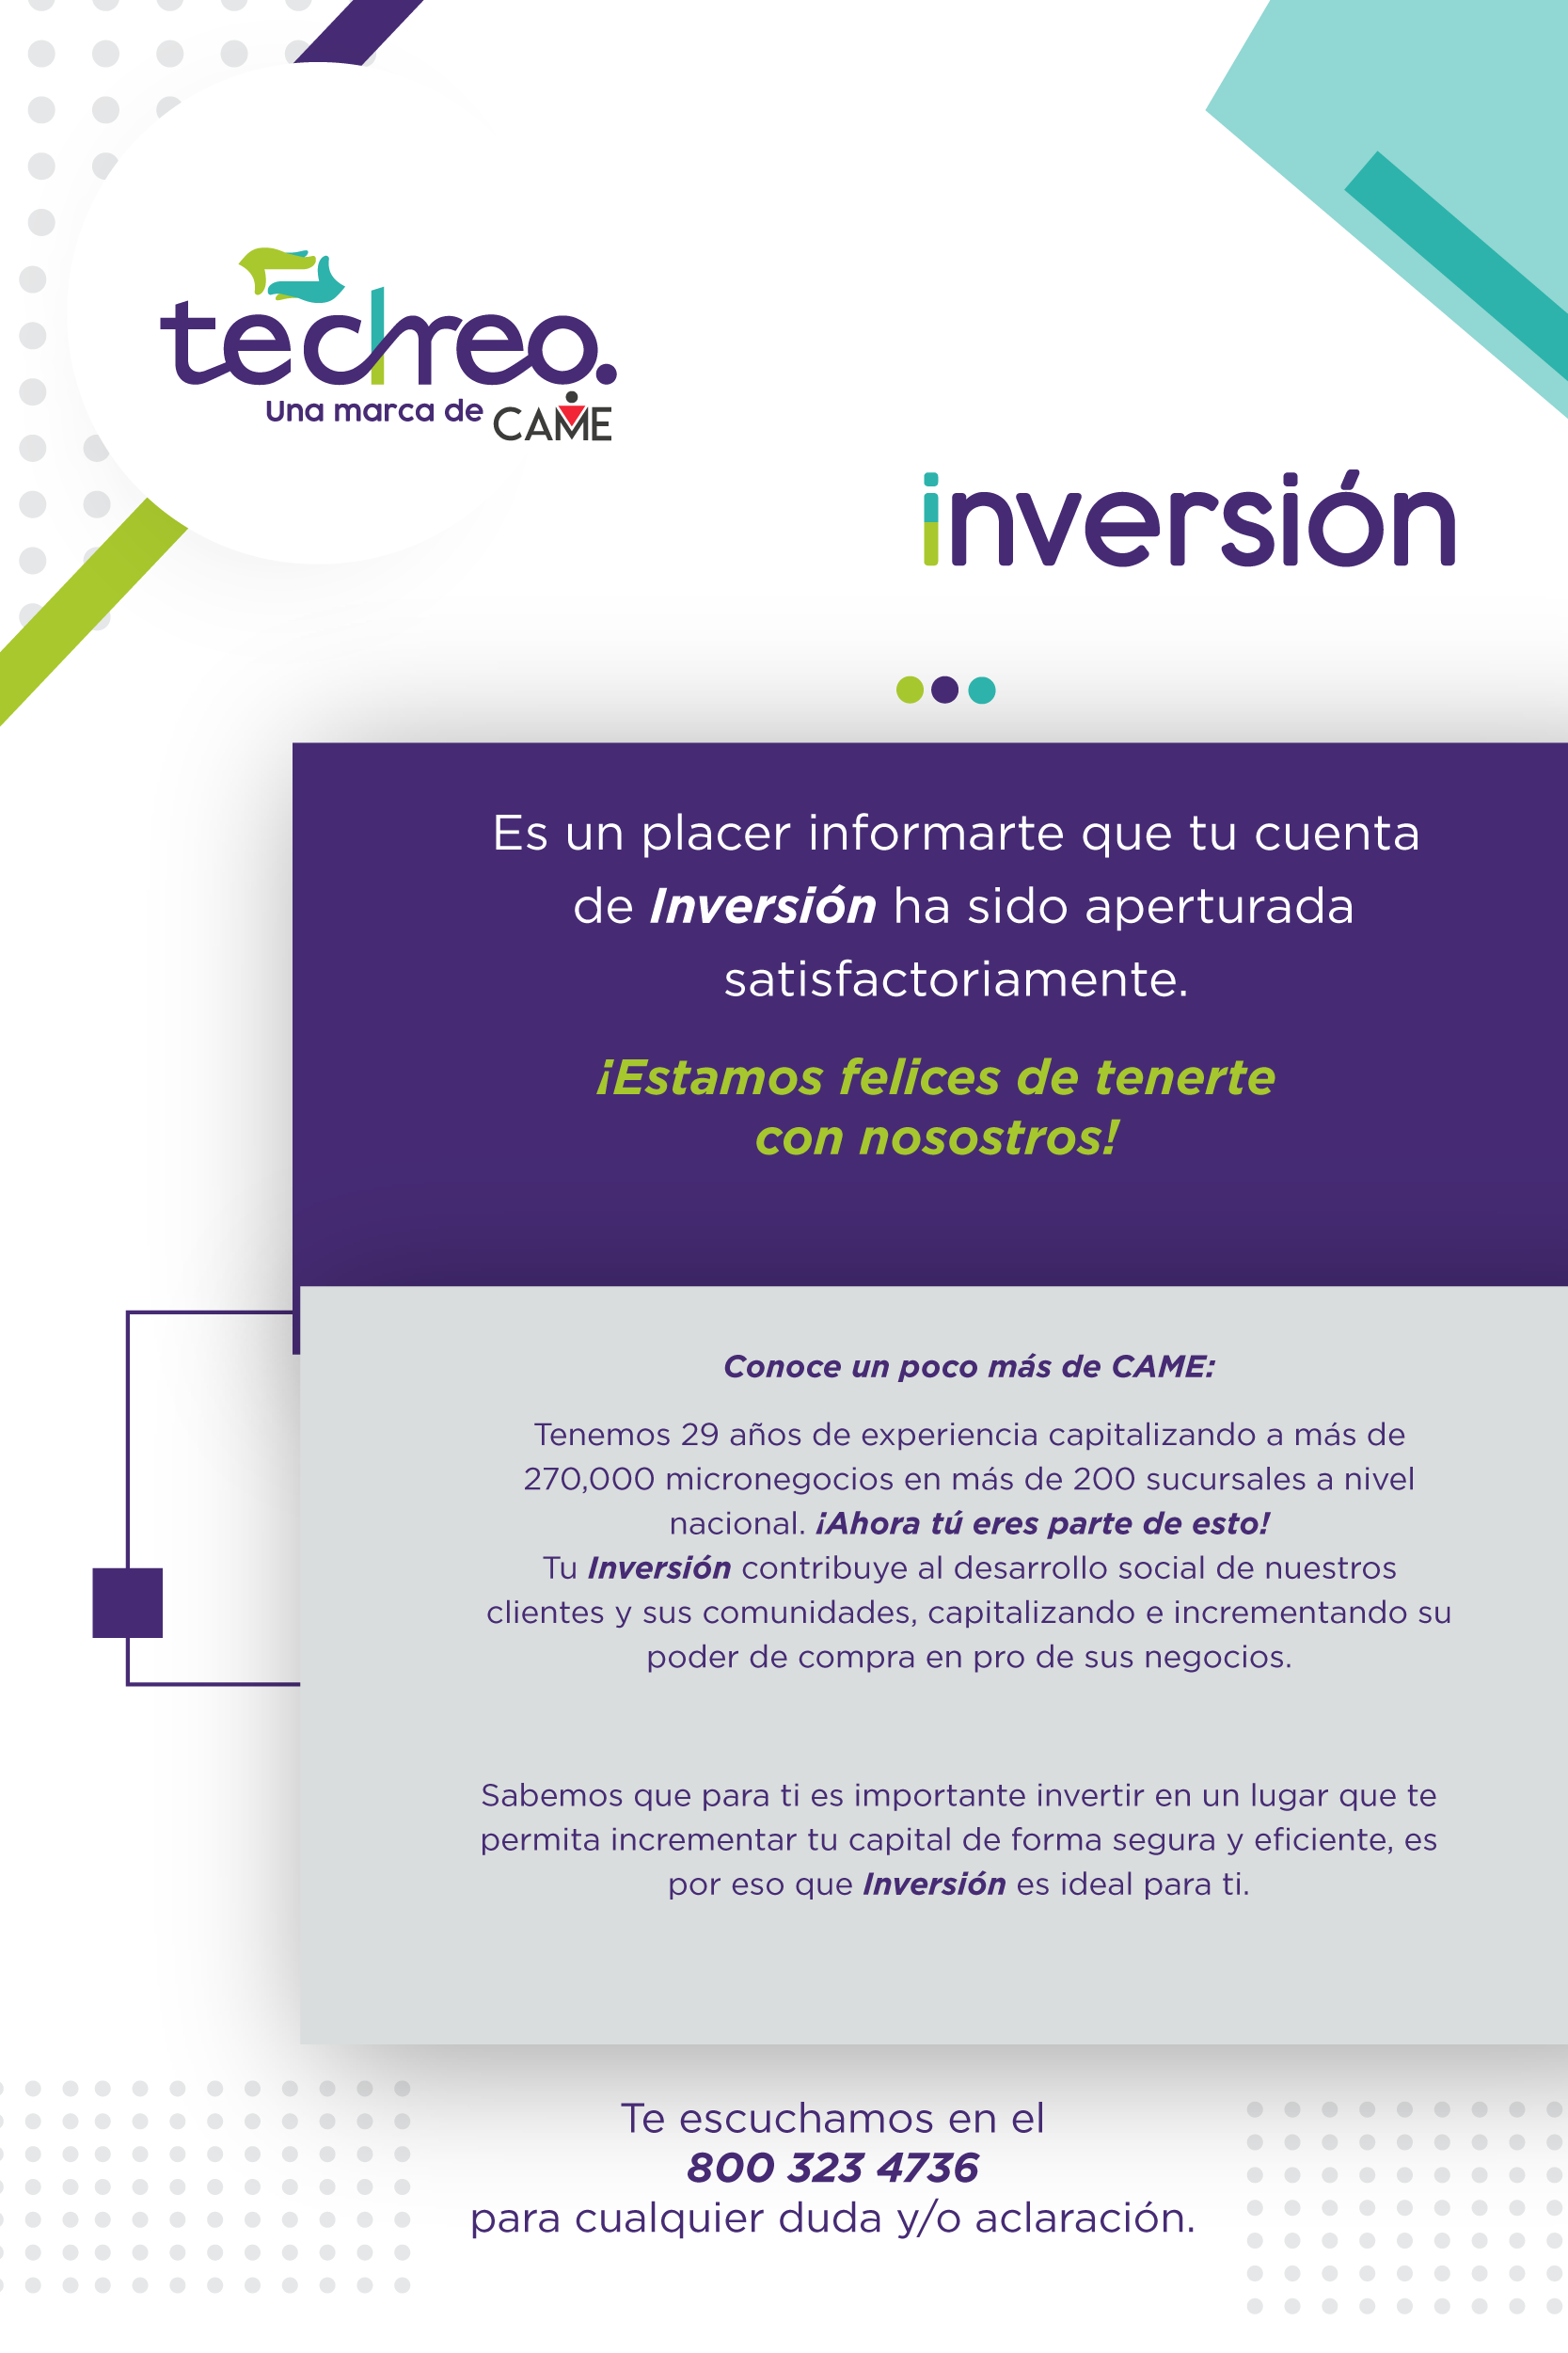 techreo.
Una marca de CAME
inversión
Es un placer informarte que tu cuenta
de Inversión ha sido aperturada
satisfactoriamente.
¡Estamos felices de tenerte
con nosostros!
Conoce un poco más de CAME:
Tenemos 29 años de experiencia capitalizando a más de
270,000 micronegocios en más de 200 sucursales a nivel
nacional. ¡Ahora tú eres parte de esto!
Tu Inversión contribuye al desarrollo social de nuestros
clientes y sus comunidades, capitalizando e incrementando su
poder de compra en pro de sus negocios.
Sabemos que para ti es importante invertir en un lugar que te
permita incrementar tu capital de forma segura y eficiente, es
por eso que Inversión es ideal para ti.
Te escuchamos en el
800 323 4736
para cualquier duda y/o aclaración.